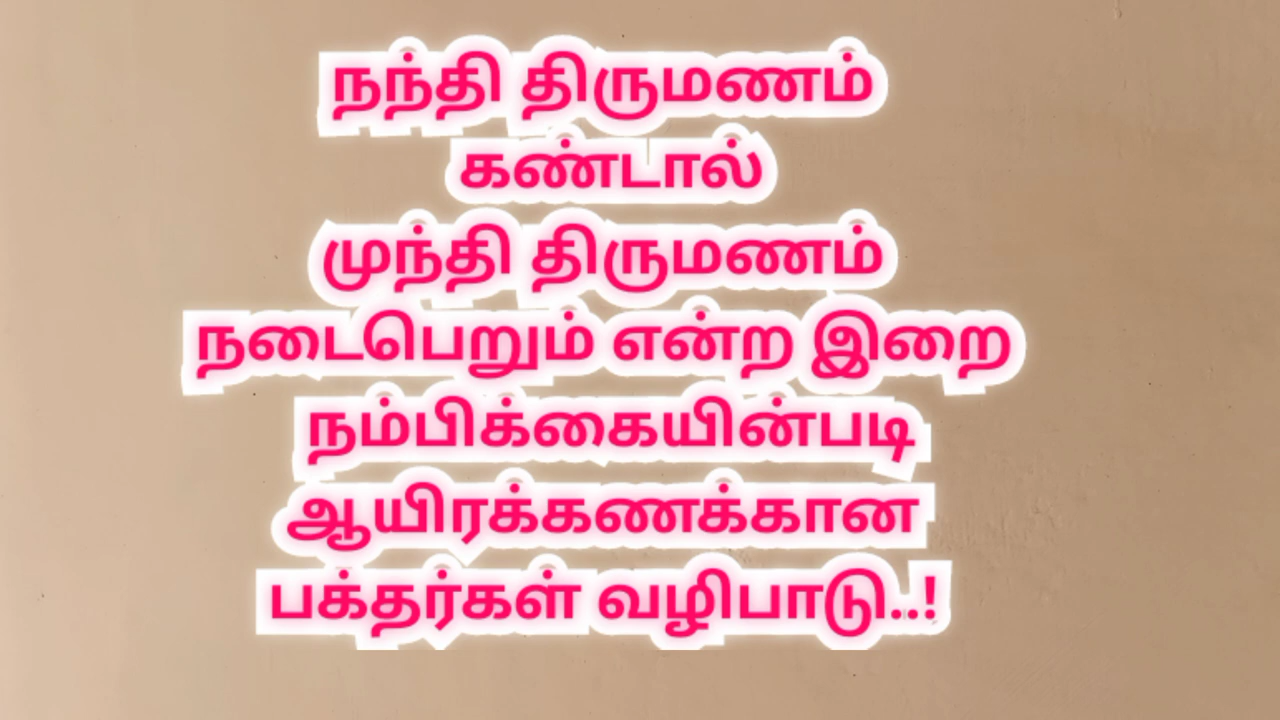 நந்தி திருமணம்
கண்டால்
முந்தி திருமணம்
நடைபெறும் என்ற இறை
நம்பிக்கையின்படி
ஆயிரக்கணக்கான
பக்தர்கள் வழிபாடு..!